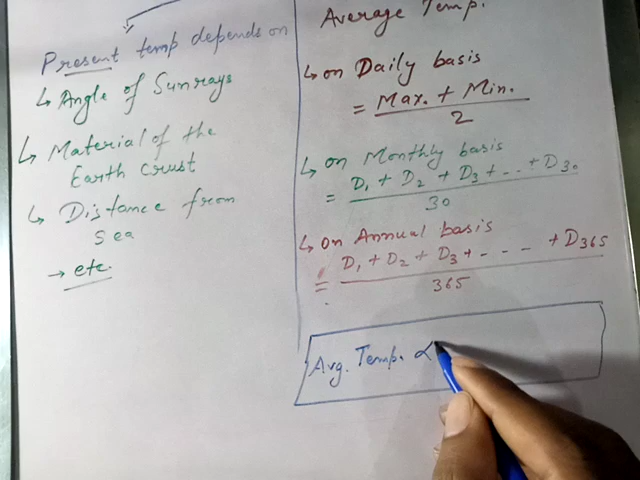 Present temp depends on
↳ Angle of Sunrays
↳ Material of the
Earth crust
↳ Distance from
Sea
→ etc.
Average Temp.
↳ on Daily basis
= Max. + Min.
2
↳ on Monthly basis
= D₁ + D₂ + D₃ + - - + D₃₀
30
↳ on Annual basis
= D₁ + D₂ + D₃ + - - - + D₃₆₅
365
Avg. Temp. ∝